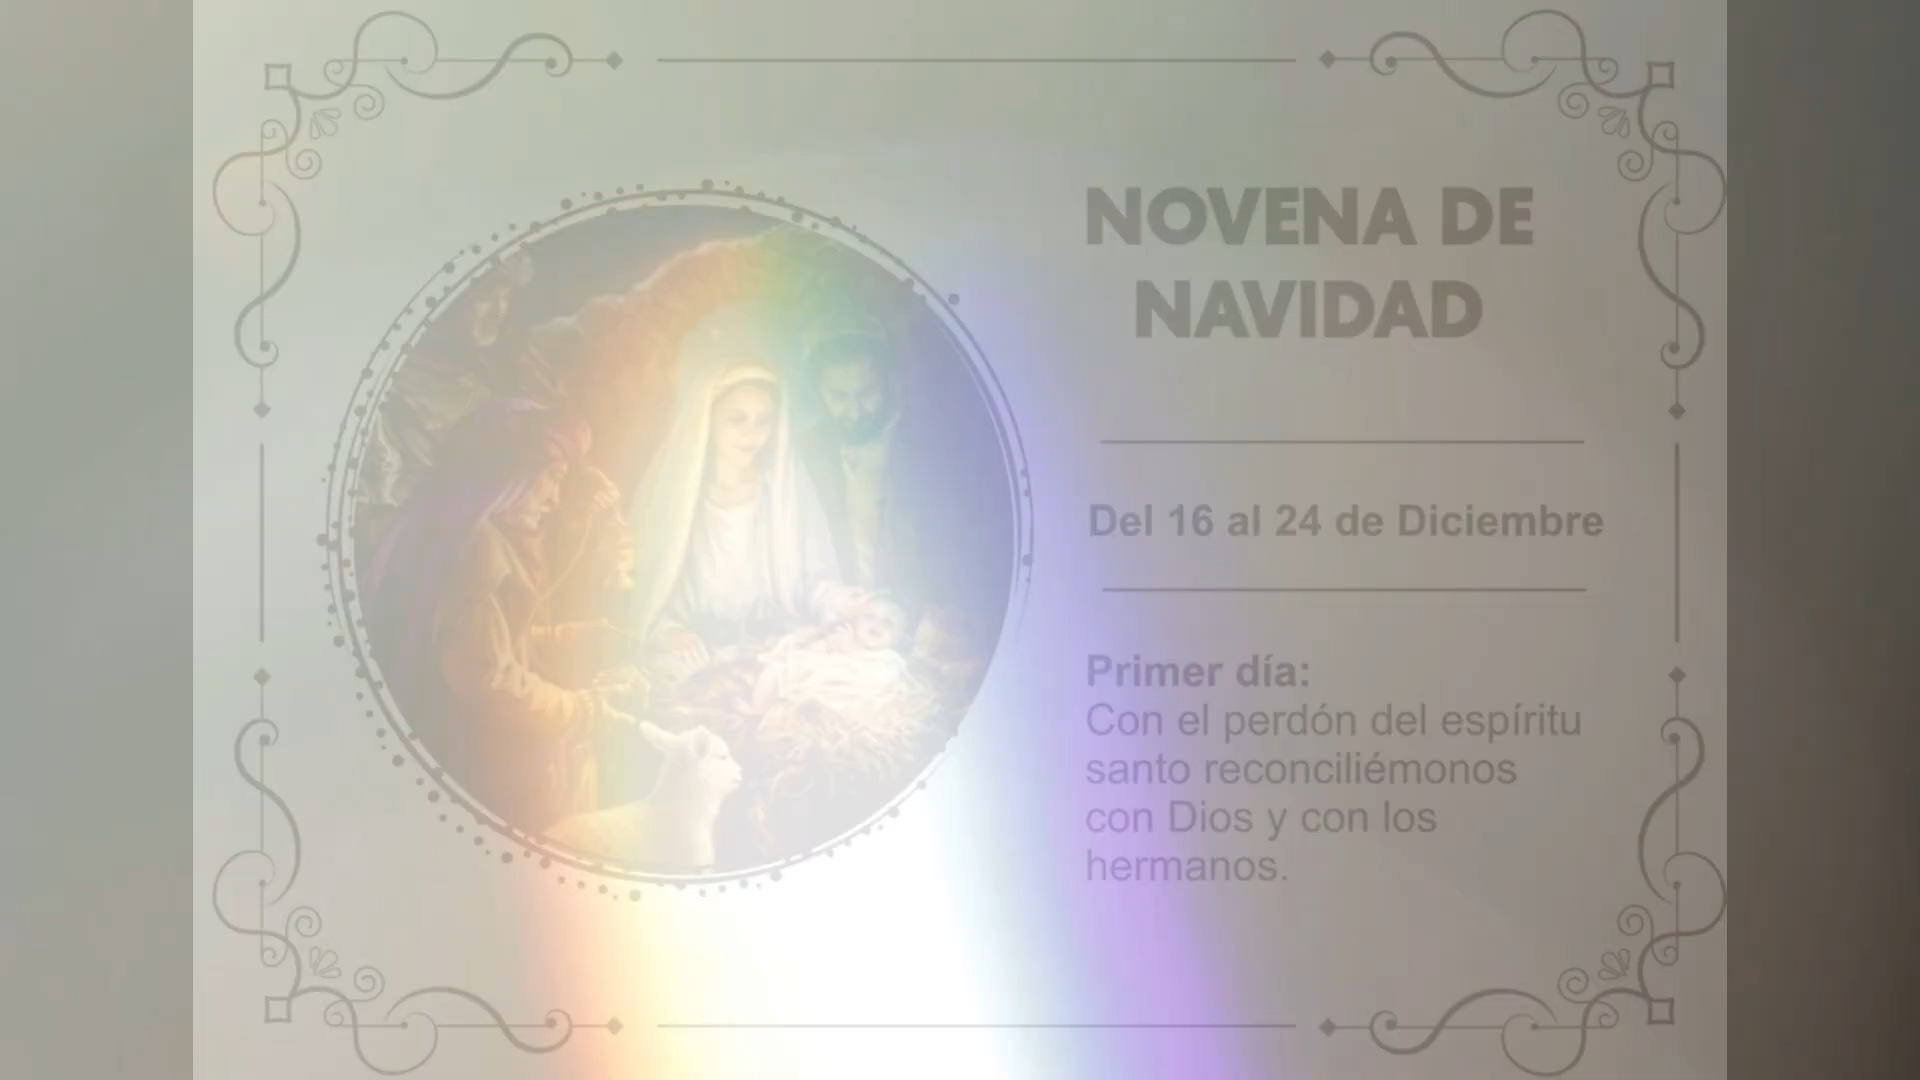 NOVENA DE
NAVIDAD
Del 16 al 24 de Diciembre
Primer día:
Con el perdón del espíritu
santo reconciliémonos
con Dios y con los
hermanos.